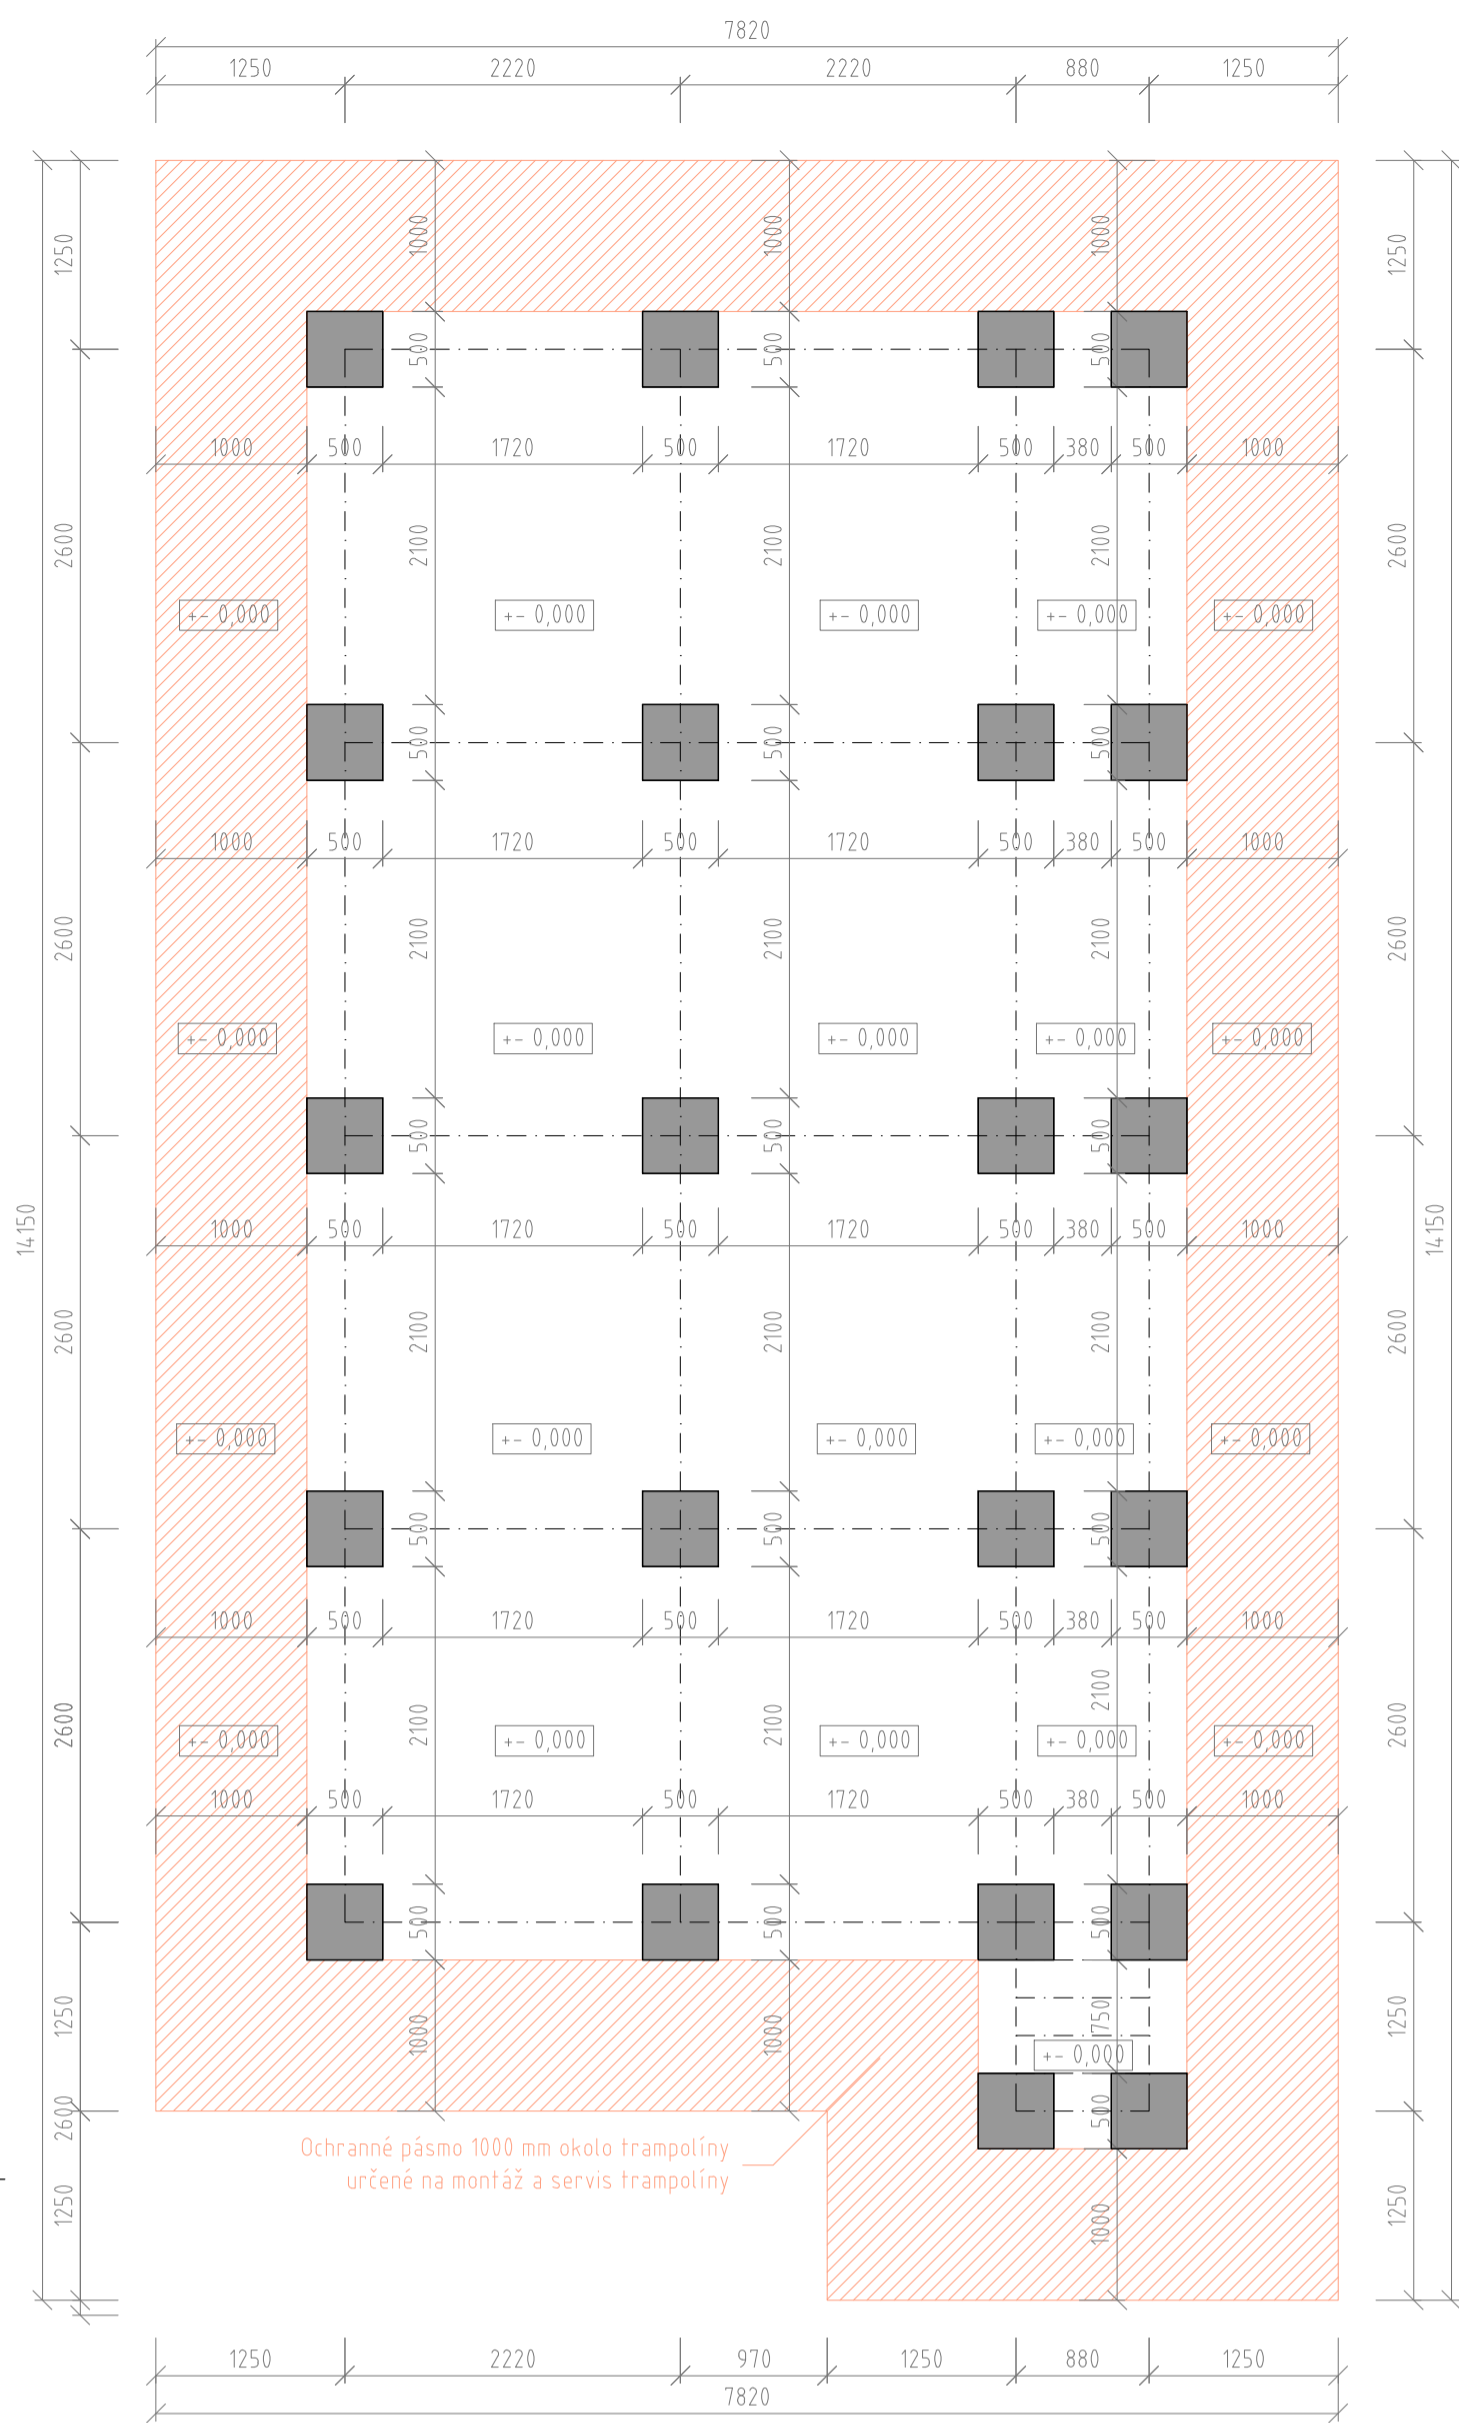 7820
1250 2220 2220 880 1250
1250 1000 1000 1000 1250
500 500 500
1000 500 1720 500 1720 500 380 500 1000
2600 2100 2100 2100 2600
+- 0,000 +- 0,000 +- 0,000 +- 0,000 +- 0,000
500 500 500
1000 500 1720 500 1720 500 380 500 1000
2600 2100 2100 2100 2600
+- 0,000 +- 0,000 +- 0,000 +- 0,000 +- 0,000
500 500 500
14150 1000 500 1720 500 1720 500 380 500 1000 14150
2600 2100 2100 2100 2600
+- 0,000 +- 0,000 +- 0,000 +- 0,000 +- 0,000
500 500 500
1000 500 1720 500 1720 500 380 500 1000
2600 2100 2100 2100 2600
+- 0,000 +- 0,000 +- 0,000 +- 0,000 +- 0,000
1000 500 1720 500 1720 500 380 500 1000
500 500 500
1250 1000 1000 750 1250
+- 0,000
2600 500
Ochranné pásmo 1000 mm okolo trampolíny
určené na montáž a servis trampolíny
1250 1000 1250
1250 2220 970 1250 880 1250
7820